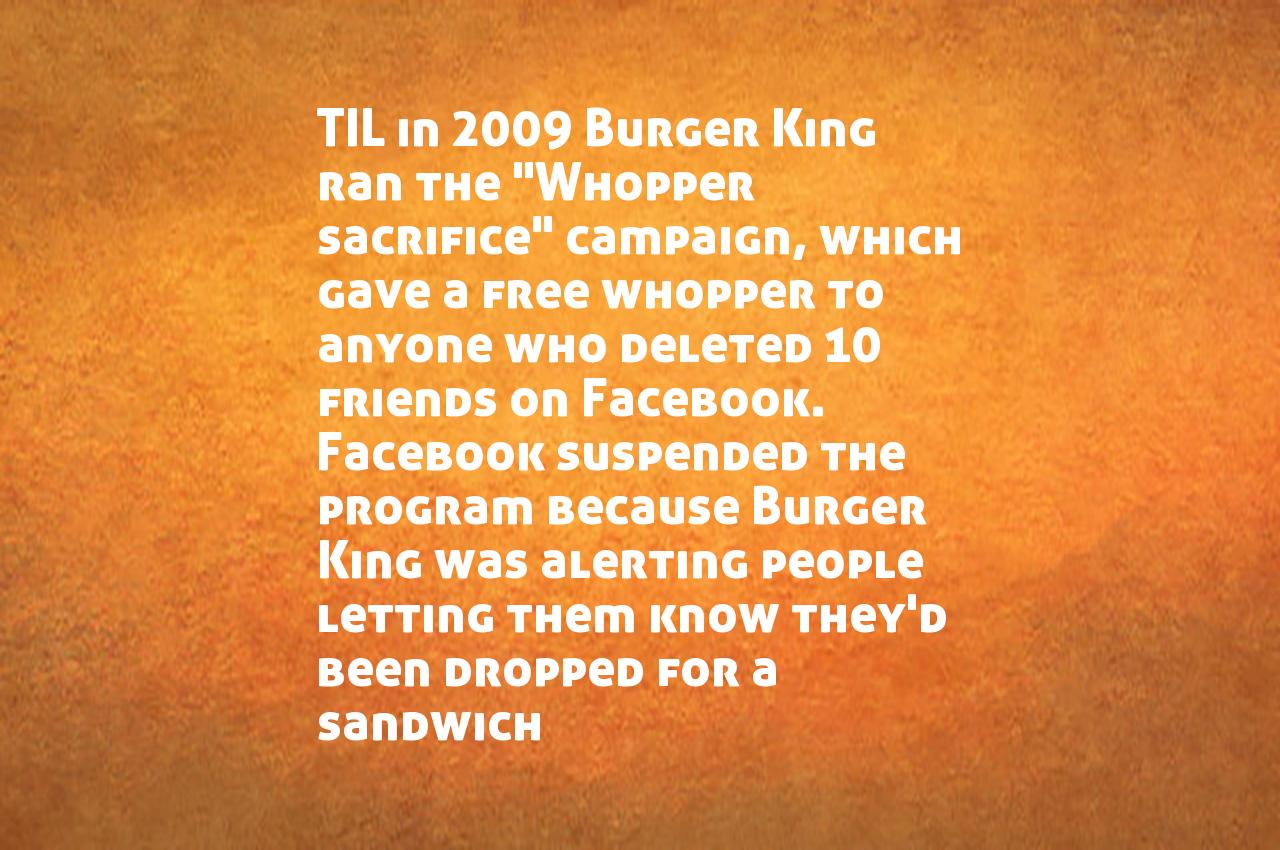 TIL in 2009 Burger King
ran the "Whopper
sacrifice" campaign, which
gave a free whopper to
anyone who deleted 10
friends on Facebook.
Facebook suspended the
program because Burger
King was alerting people
letting them know they'd
been dropped for a
sandwich